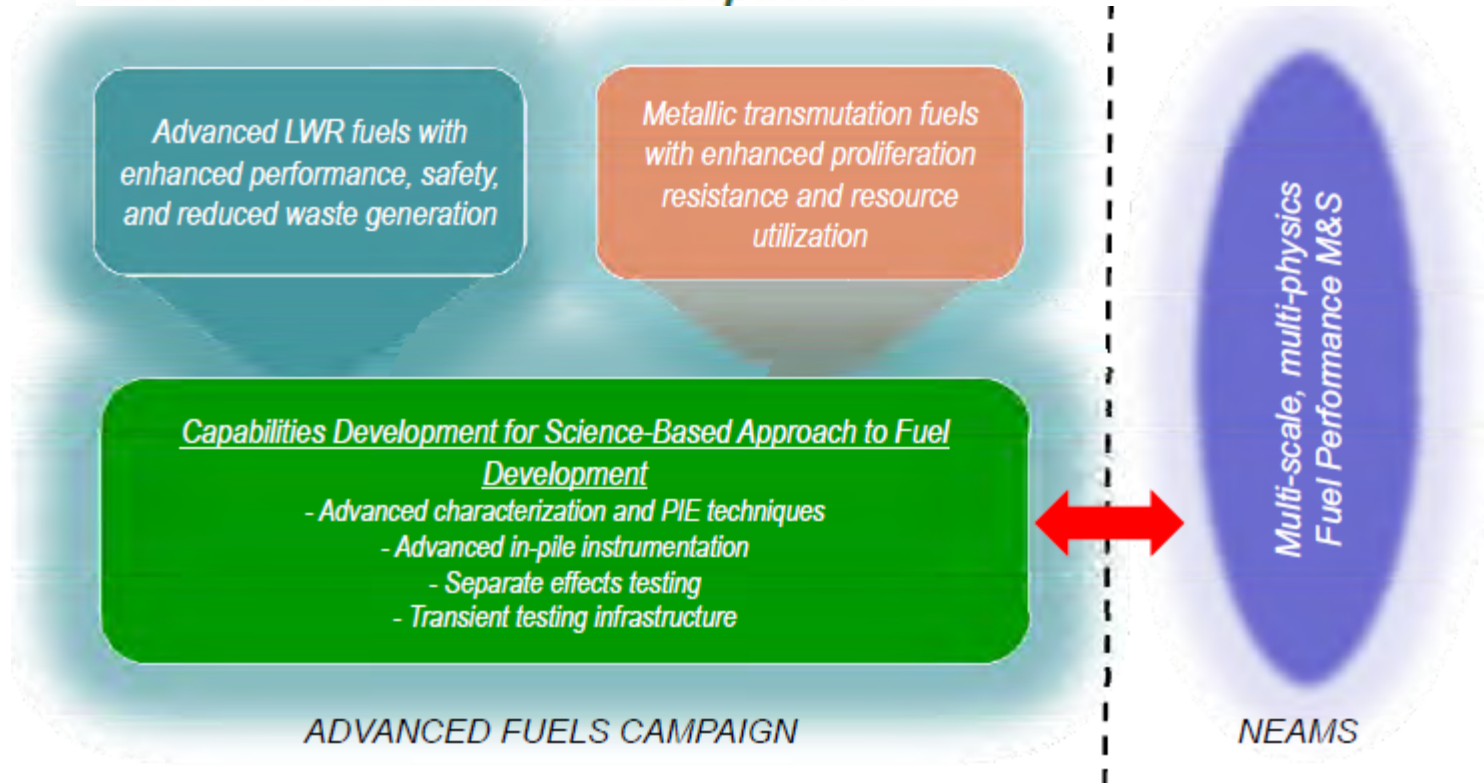 Advanced LWR fuels with
enhanced performance, safety,
and reduced waste generation
Metallic transmutation fuels
with enhanced proliferation
resistance and resource
utilization
Capabilities Development for Science-Based Approach to Fuel
Development
- Advanced characterization and PIE techniques
- Advanced in-pile instrumentation
- Separate effects testing
- Transient testing infrastructure
Multi-scale, multi-physics
Fuel Performance M&S
ADVANCED FUELS CAMPAIGN
NEAMS